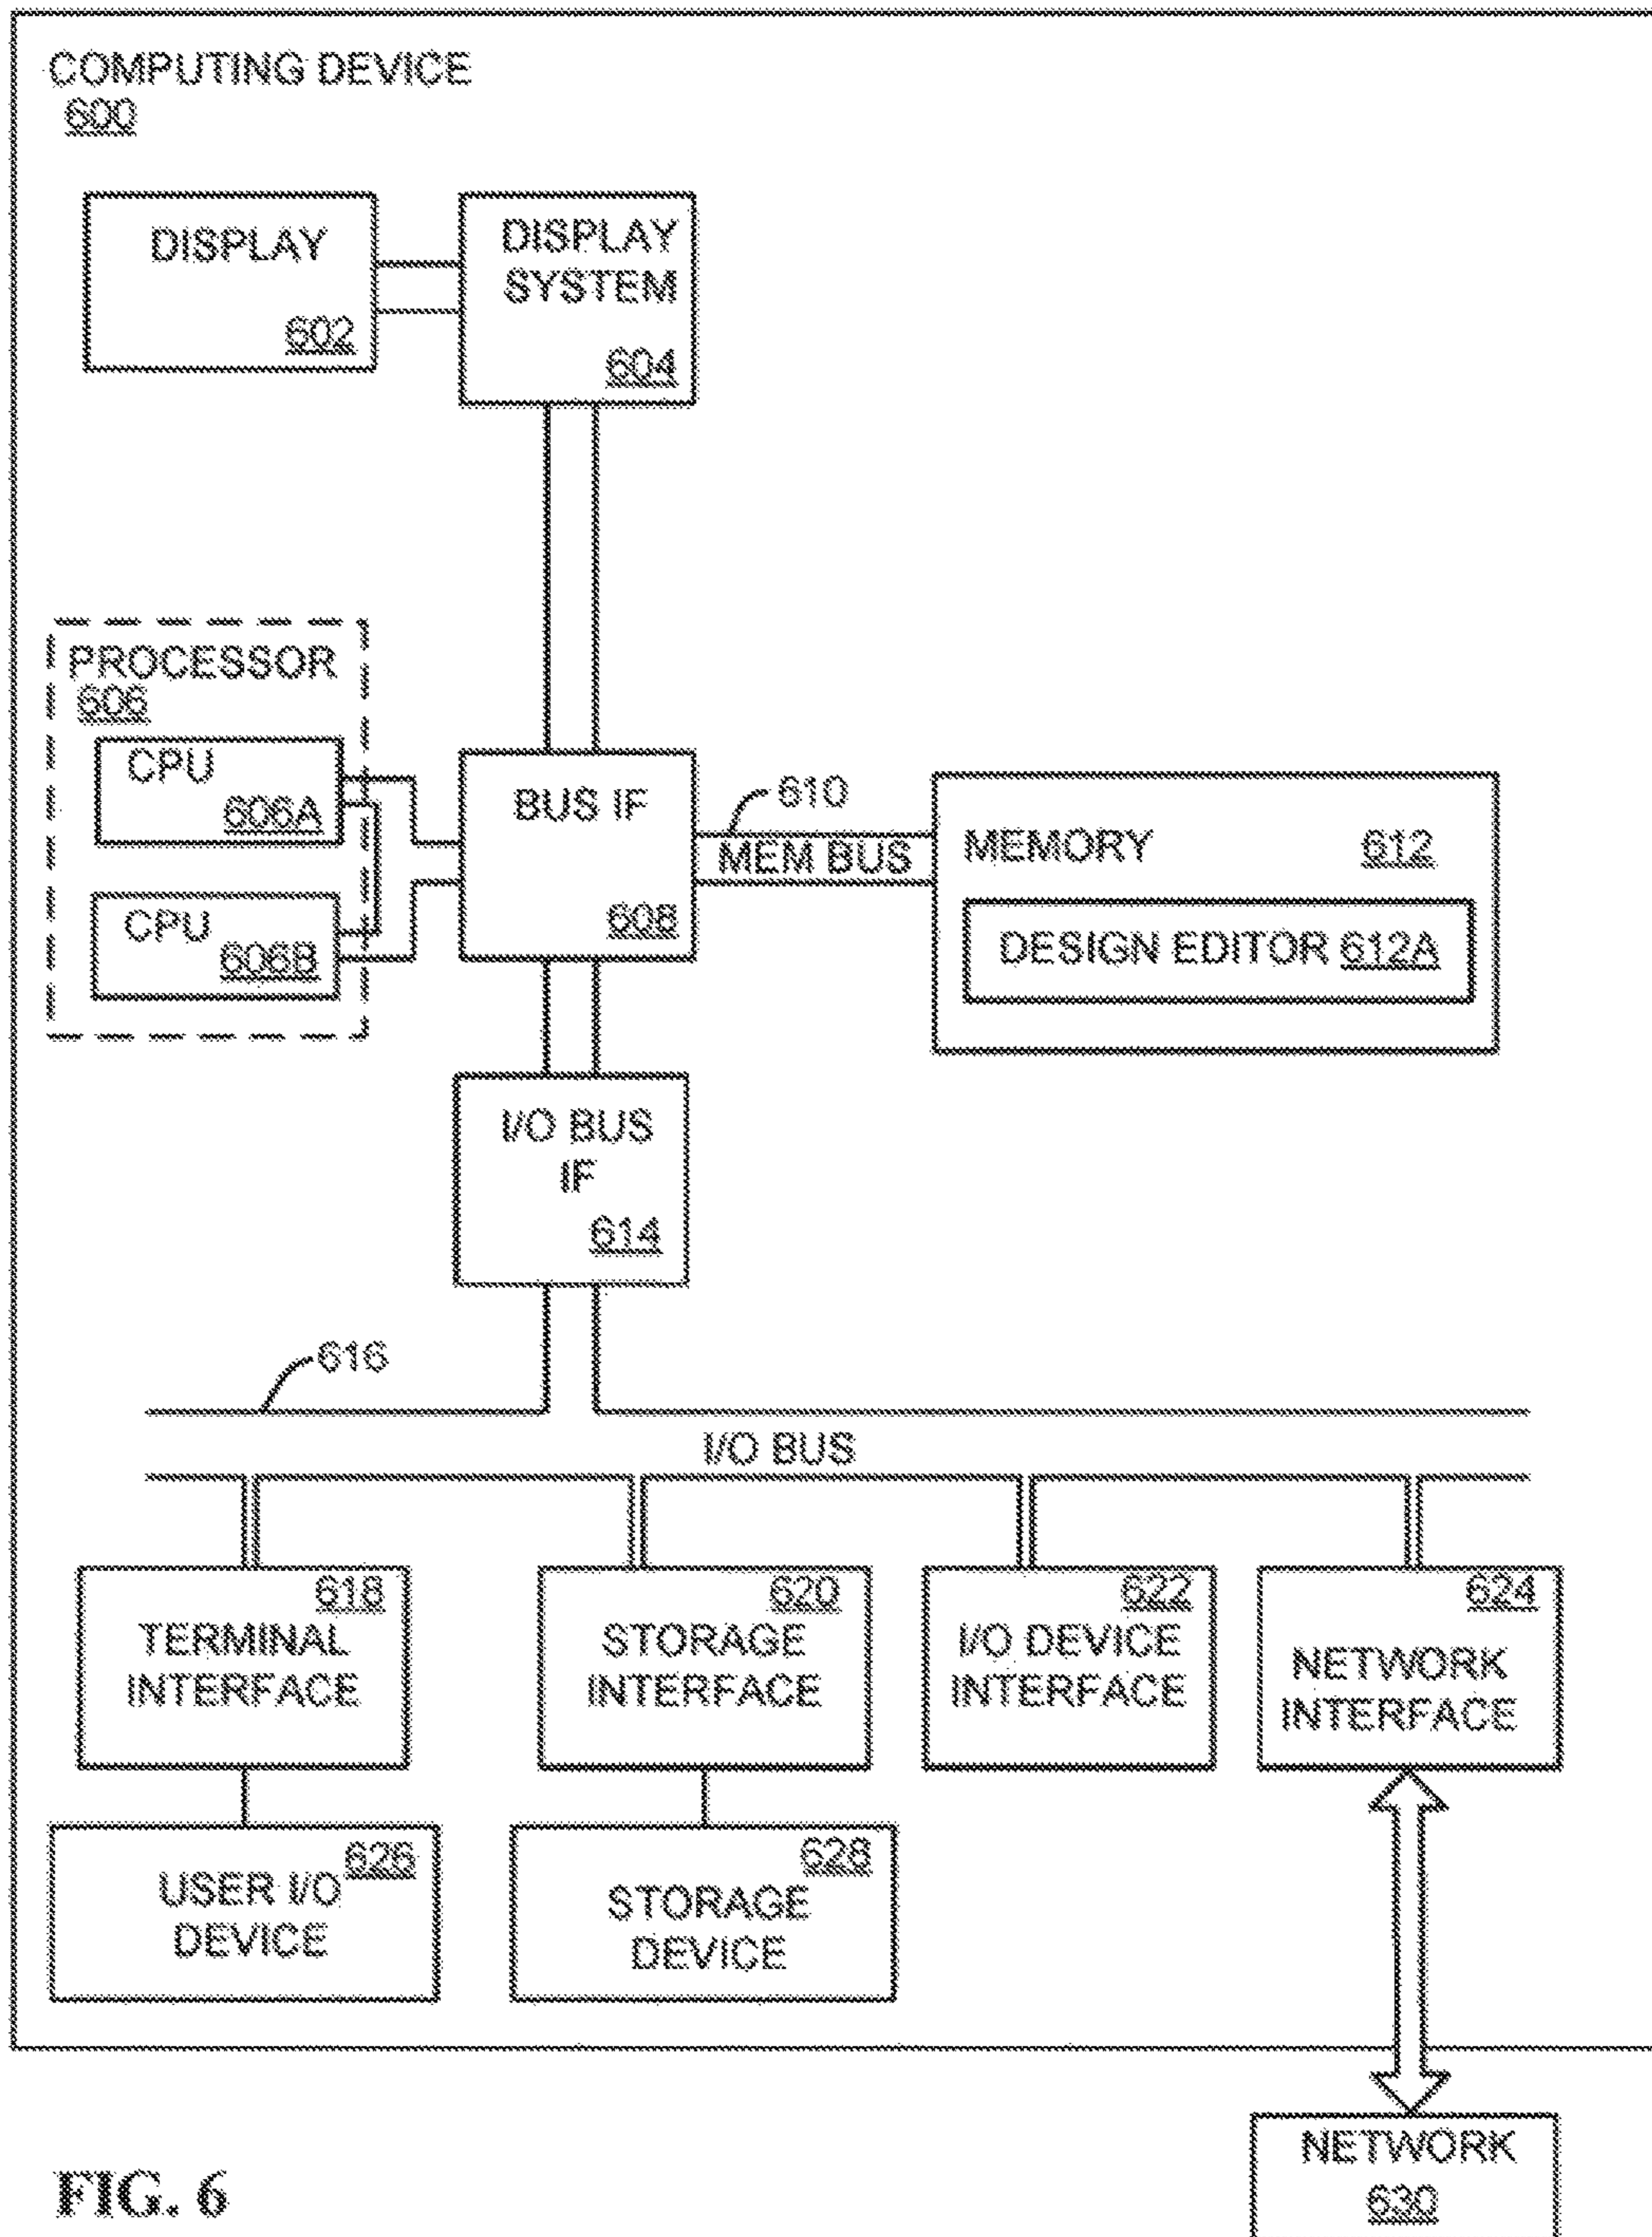 COMPUTING DEVICE
600
DISPLAY
602
DISPLAY
SYSTEM
604
PROCESSOR
606
CPU
606A
CPU
606B
BUS IF
608
610
MEM BUS
MEMORY 612
DESIGN EDITOR 612A
I/O BUS
IF
614
616
I/O BUS
618
TERMINAL
INTERFACE
620
STORAGE
INTERFACE
622
I/O DEVICE
INTERFACE
624
NETWORK
INTERFACE
626
USER I/O
DEVICE
628
STORAGE
DEVICE
NETWORK
630
FIG. 6